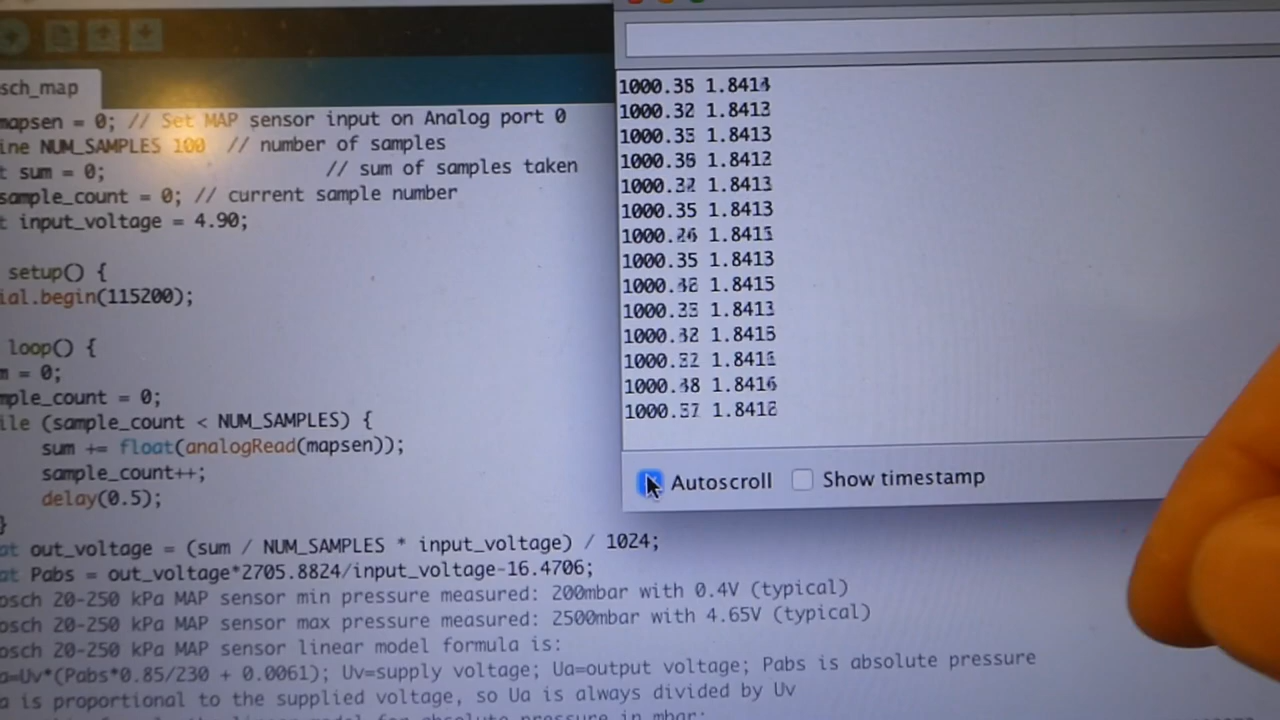 sch_map
mapsen = 0; // Set MAP sensor input on Analog port 0
ine NUM_SAMPLES 100 // number of samples
t sum = 0; // sum of samples taken
sample_count = 0; // current sample number
t input_voltage = 4.90;
setup() {
ial.begin(115200);
loop() {
m = 0;
mple_count = 0;
ile (sample_count < NUM_SAMPLES) {
sum += float(analogRead(mapsen));
sample_count++;
delay(0.5);
}
at out_voltage = (sum / NUM_SAMPLES * input_voltage) / 1024;
at Pabs = out_voltage*2705.8824/input_voltage-16.4706;
osch 20-250 kPa MAP sensor min pressure measured: 200mbar with 0.4V (typical)
osch 20-250 kPa MAP sensor max pressure measured: 2500mbar with 4.65V (typical)
osch 20-250 kPa MAP sensor linear model formula is:
a=Uv*(Pabs*0.85/230 + 0.0061); Uv=supply voltage; Ua=output voltage; Pabs is absolute pressure
a is proportional to the supplied voltage, so Ua is always divided by Uv
for absolute pressure in mbar:
1000.35
1000.32 1.8413
1000.35 1.8413
1.8412
1.8413
1000.35 1.8413
1000.35 1.8413
1.8415
1.8413
Autoscroll
Show timestamp